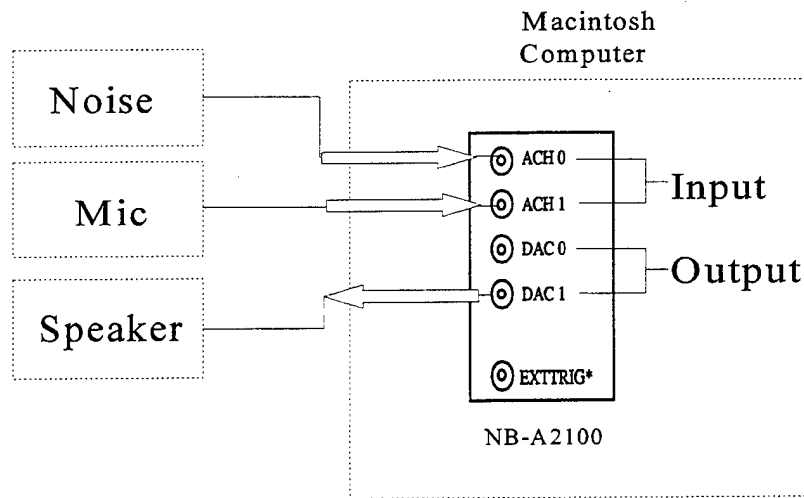 Macintosh
Computer
Noise
Mic
Speaker
ACH 0
ACH 1
DAC 0
DAC 1
EXTTRIG*
Input
Output
NB-A2100